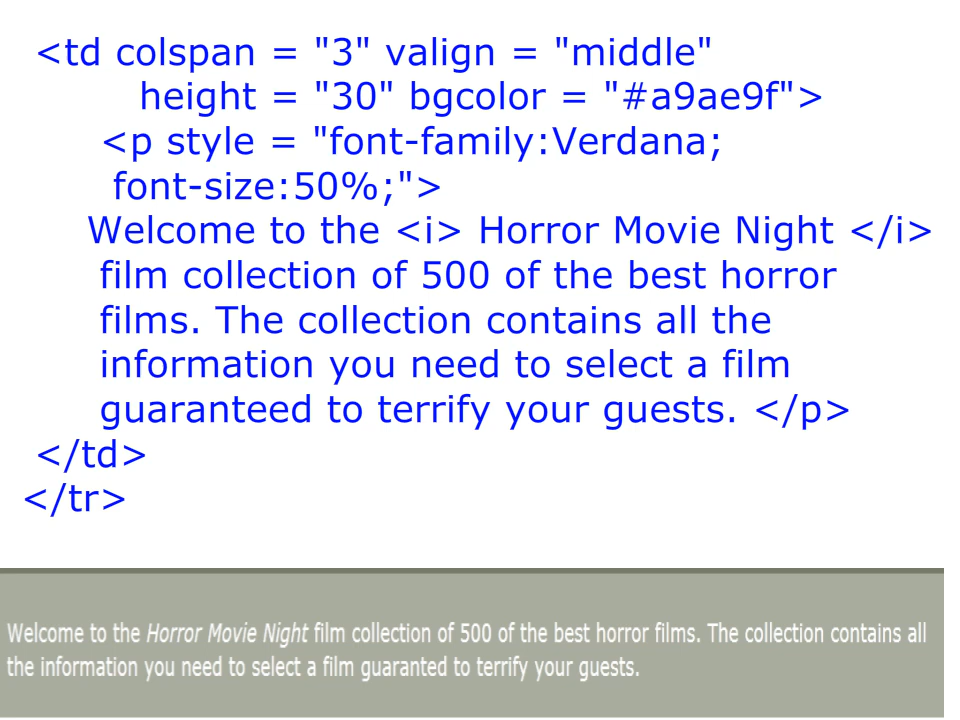 <td colspan = "3" valign = "middle"
height = "30" bgcolor = "#a9ae9f">
<p style = "font-family:Verdana;
font-size:50%;">
Welcome to the <i> Horror Movie Night </i>
film collection of 500 of the best horror
films. The collection contains all the
information you need to select a film
guaranteed to terrify your guests. </p>
</td>
</tr>
Welcome to the Horror Movie Night film collection of 500 of the best horror films. The collection contains all
the information you need to select a film guaranted to terrify your guests.